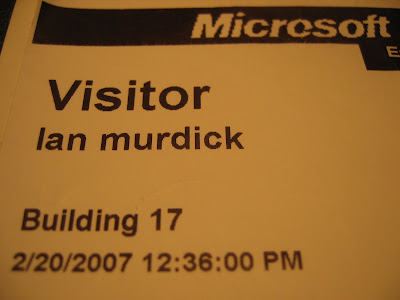 Microsoft
E
Visitor
Ian murdick
Building 17
2/20/2007 12:36:00 PM